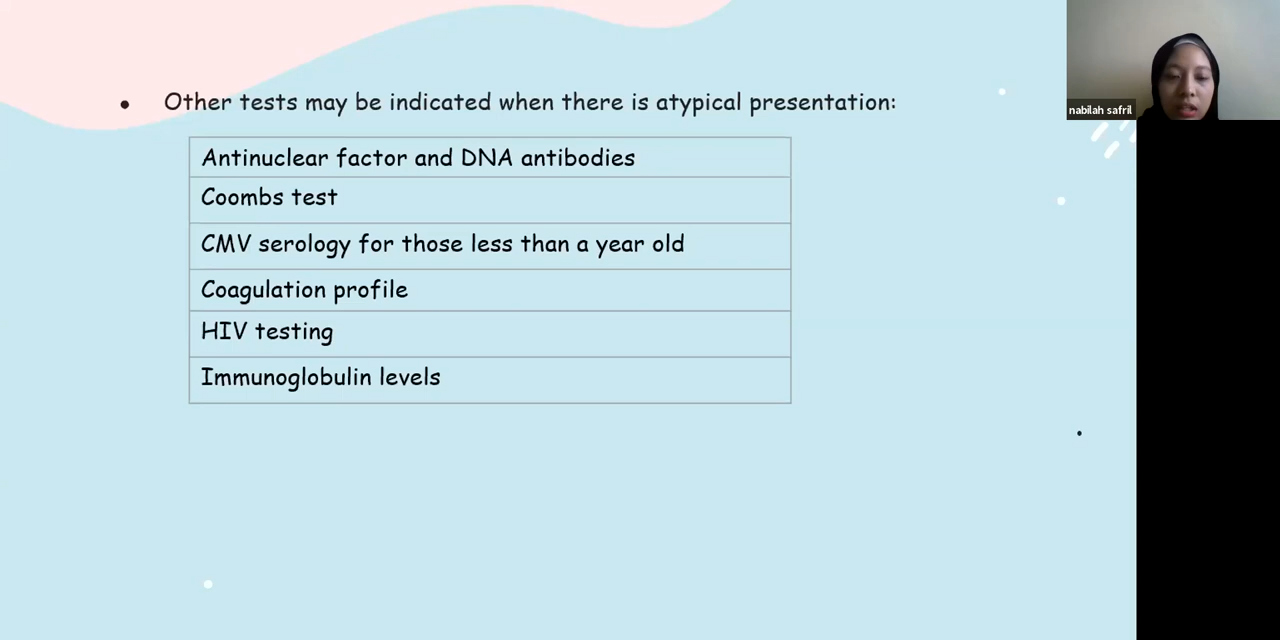 • Other tests may be indicated when there is atypical presentation:
Antinuclear factor and DNA antibodies
Coombs test
CMV serology for those less than a year old
Coagulation profile
HIV testing
Immunoglobulin levels
nabilah safril